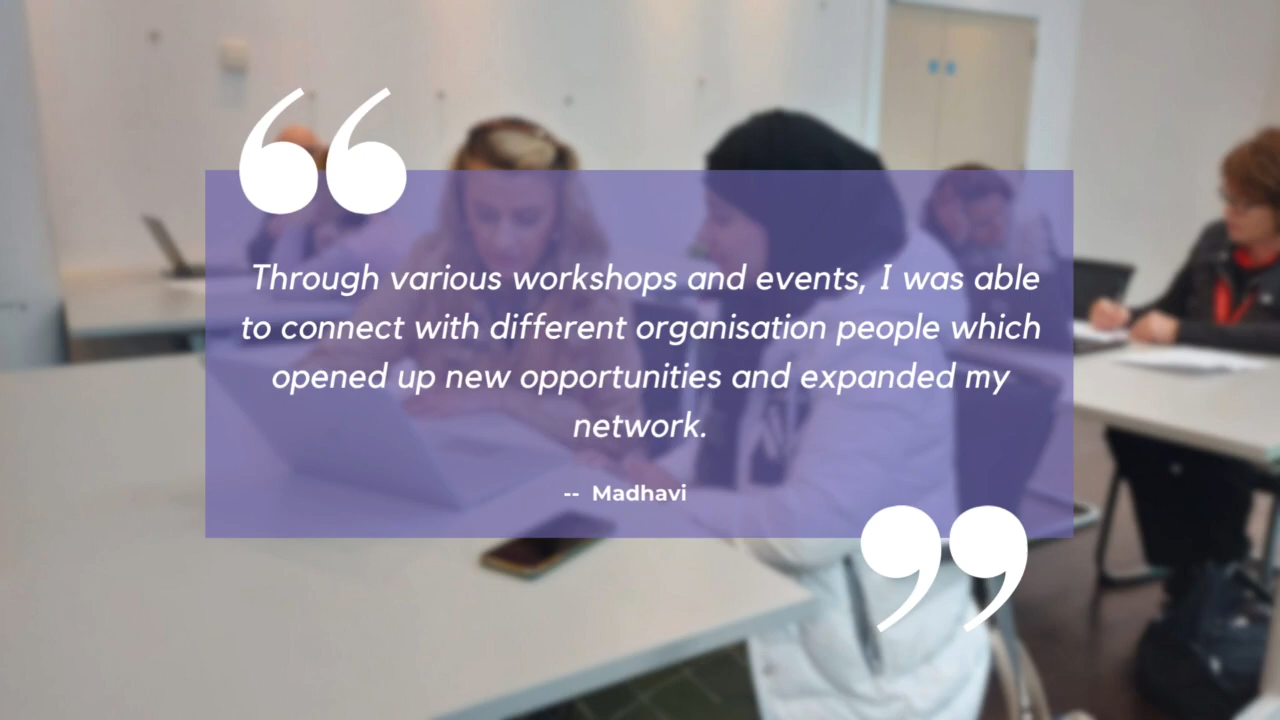 Through various workshops and events, I was able
to connect with different organisation people which
opened up new opportunities and expanded my
network.
-- Madhavi